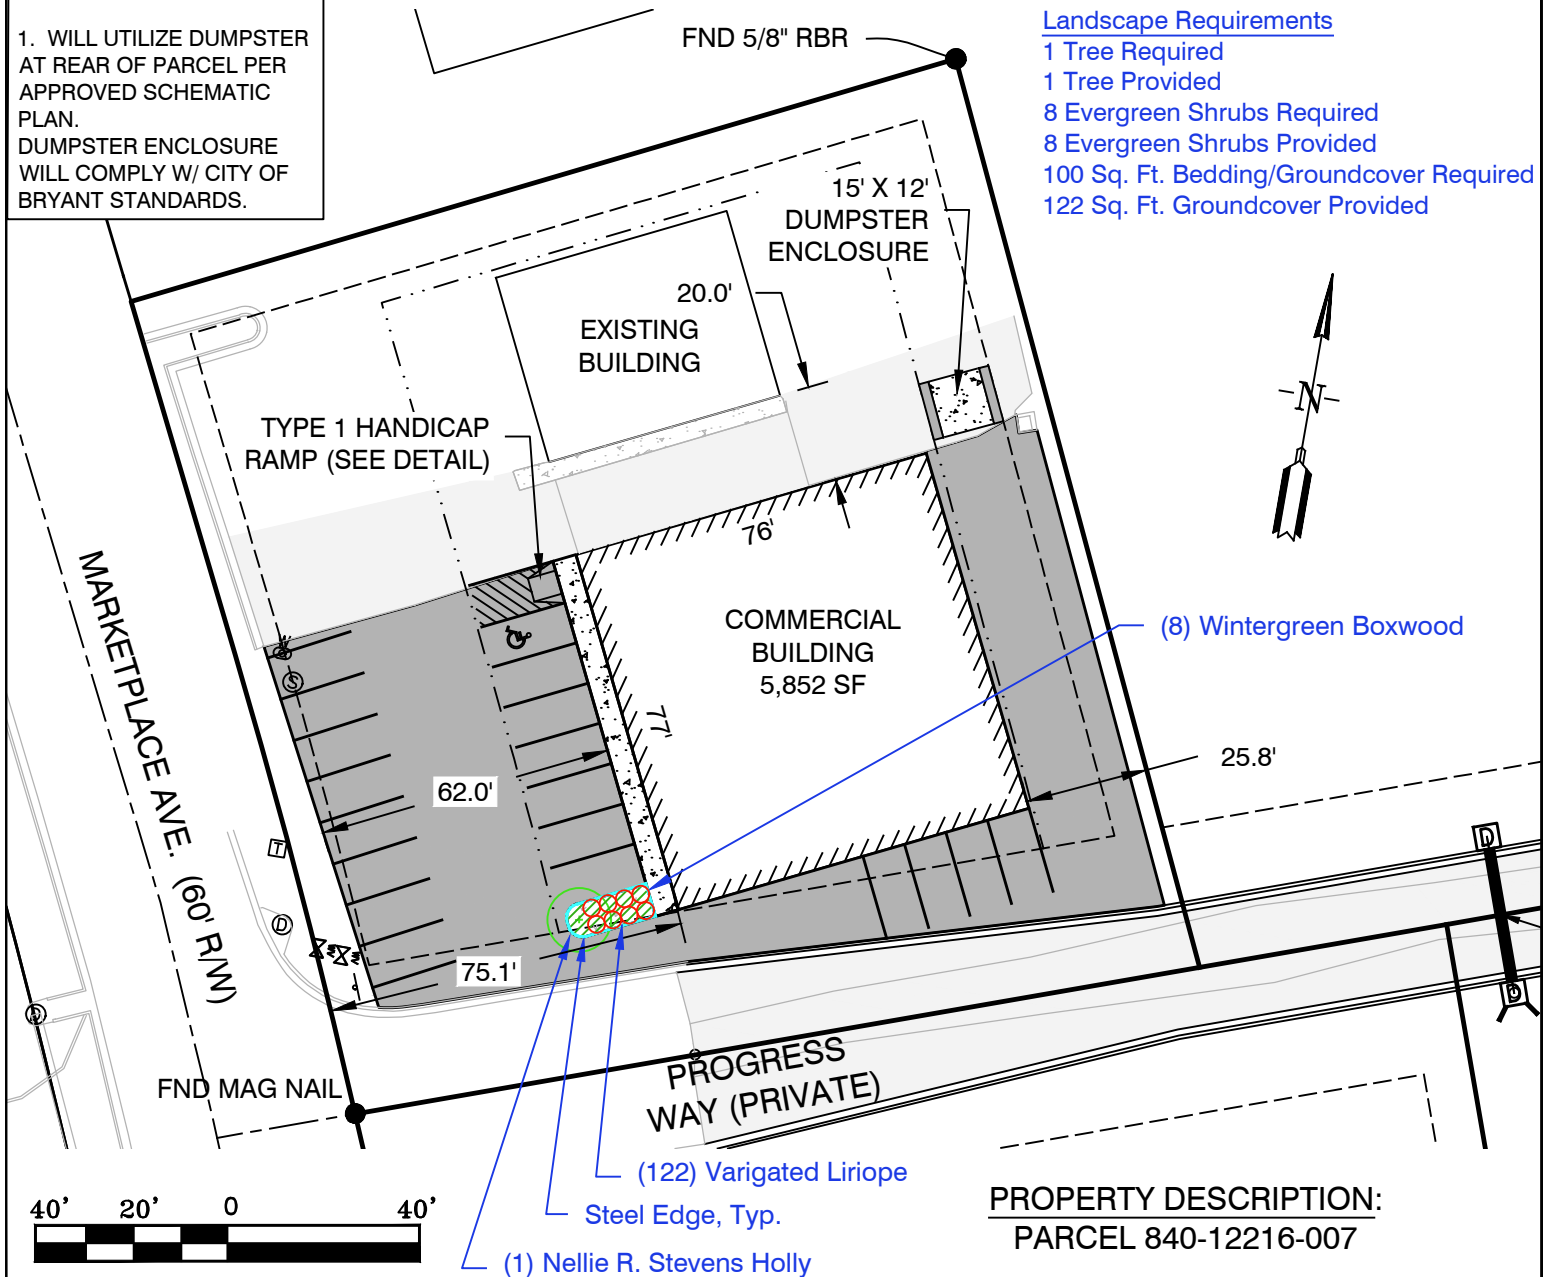 1. WILL UTILIZE DUMPSTER
AT REAR OF PARCEL PER
APPROVED SCHEMATIC
PLAN.
DUMPSTER ENCLOSURE
WILL COMPLY W/ CITY OF
BRYANT STANDARDS.
FND 5/8" RBR
Landscape Requirements
1 Tree Required
1 Tree Provided
8 Evergreen Shrubs Required
8 Evergreen Shrubs Provided
100 Sq. Ft. Bedding/Groundcover Required
122 Sq. Ft. Groundcover Provided
15' X 12'
DUMPSTER
ENCLOSURE
20.0'
EXISTING
BUILDING
N
TYPE 1 HANDICAP
RAMP (SEE DETAIL)
76'
COMMERCIAL
BUILDING
5,852 SF
(8) Wintergreen Boxwood
S
77'
MARKETPLACE AVE. (60' R/W)
62.0'
25.8'
T
D
D
D
D
75.1'
PROGRESS
WAY (PRIVATE)
FND MAG NAIL
(122) Varigated Liriope
Steel Edge, Typ.
(1) Nellie R. Stevens Holly
40' 20' 0 40'
PROPERTY DESCRIPTION:
PARCEL 840-12216-007